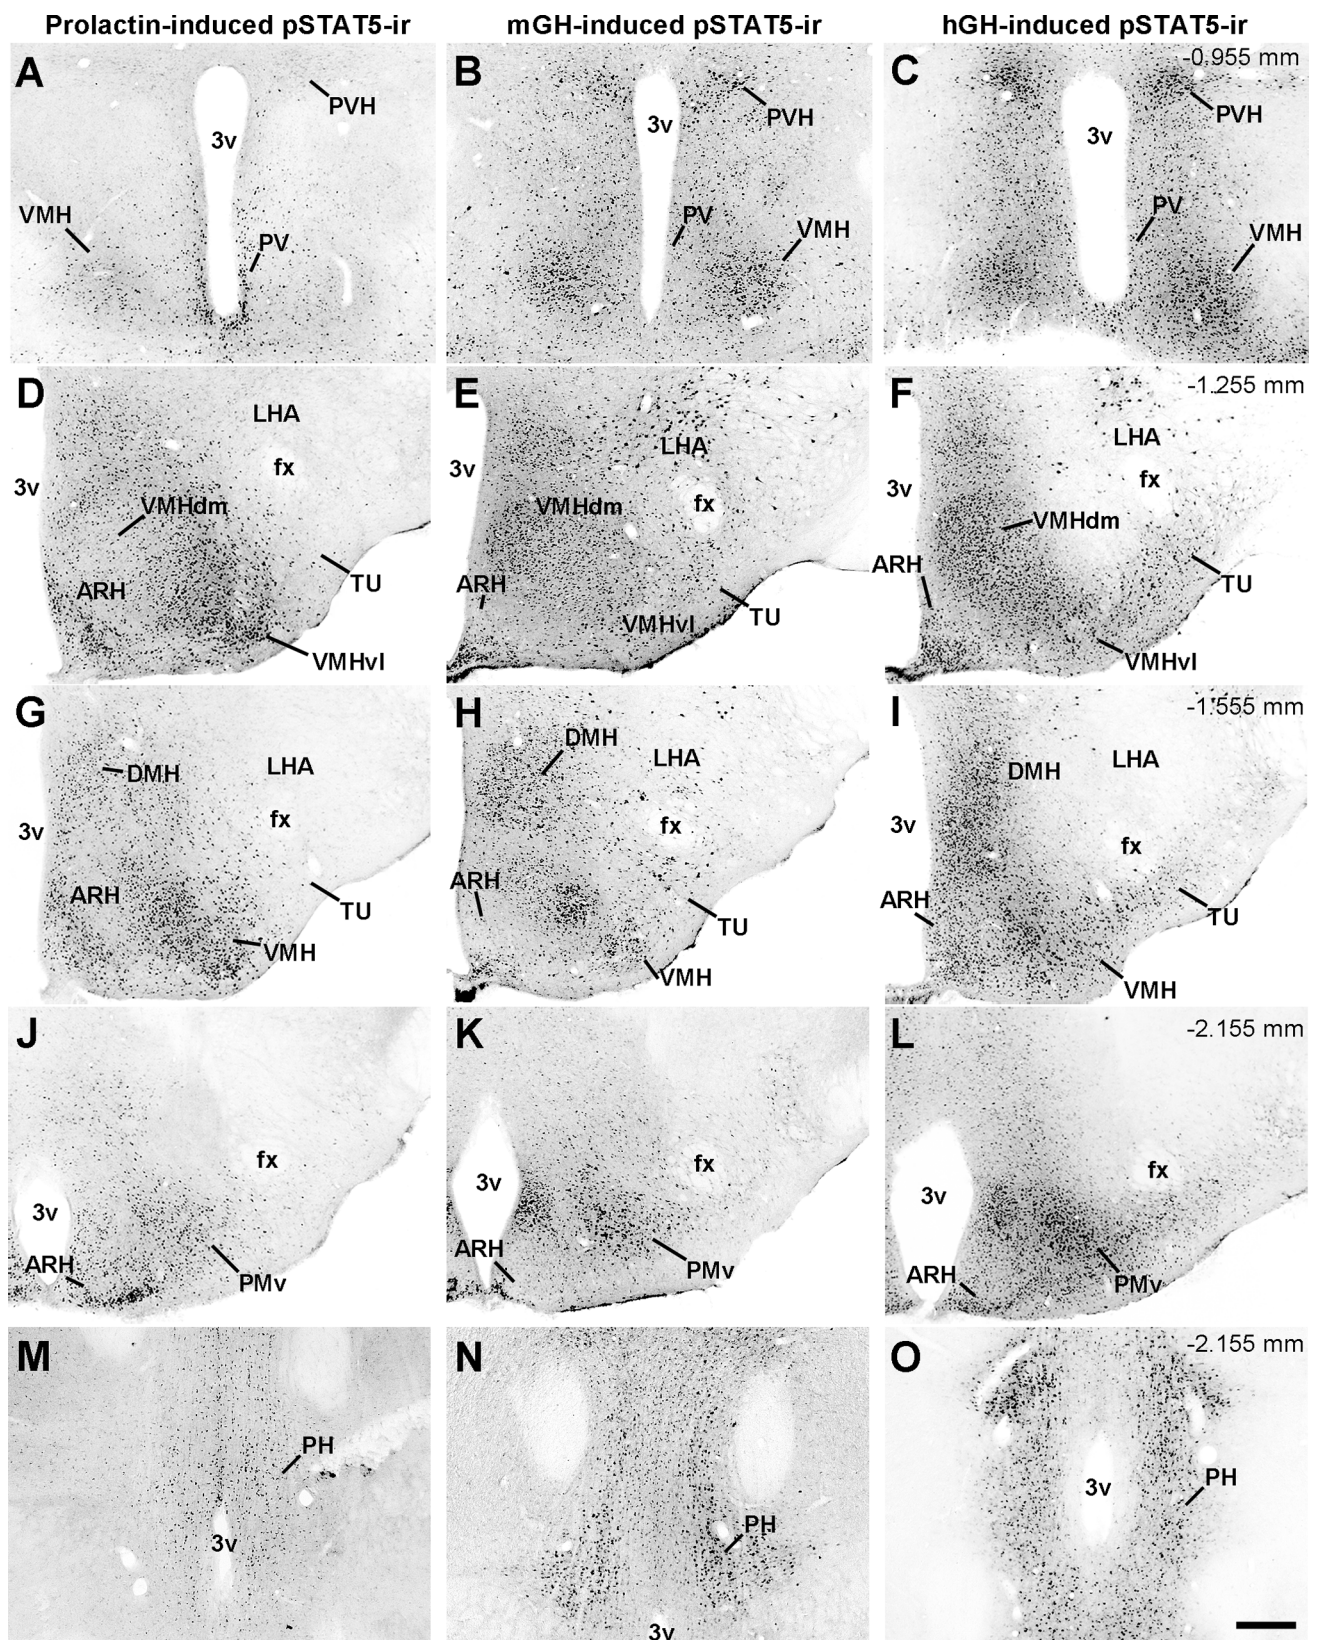 Prolactin-induced pSTAT5-ir
mGH-induced pSTAT5-ir
hGH-induced pSTAT5-ir
A
PVH
3v
VMH
PV
B
PVH
3v
PV
VMH
C
-0.955 mm
PVH
3v
PV
VMH
D
LHA
fx
3v
VMHdm
ARH
TU
VMHvl
E
LHA
3v
VMHdm
fx
ARH
TU
VMHvl
F
-1.255 mm
LHA
fx
3v
VMHdm
ARH
TU
VMHvl
G
LHA
DMH
fx
3v
ARH
TU
VMH
H
DMH
LHA
fx
ARH
TU
VMH
I
-1.555 mm
LHA
DMH
3v
fx
ARH
TU
VMH
J
fx
3v
ARH
PMv
K
fx
3v
ARH
PMv
L
-2.155 mm
fx
3v
ARH
PMv
M
PH
3v
N
PH
3v
O
-2.155 mm
PH
3v